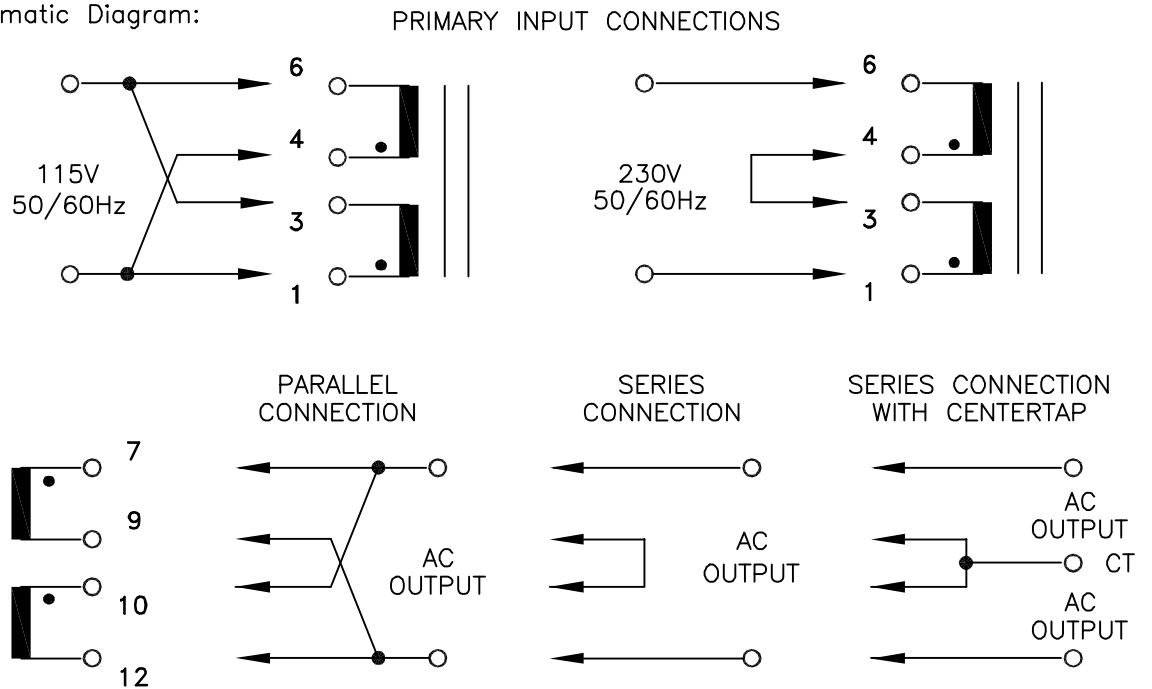 matic Diagram:
PRIMARY INPUT CONNECTIONS
6
4
115V
50/60Hz
3
1
6
4
230V
50/60Hz
3
1
PARALLEL
CONNECTION
SERIES
CONNECTION
SERIES CONNECTION
WITH CENTERTAP
7
9
10
12
AC
OUTPUT
AC
OUTPUT
AC
OUTPUT
CT
AC
OUTPUT